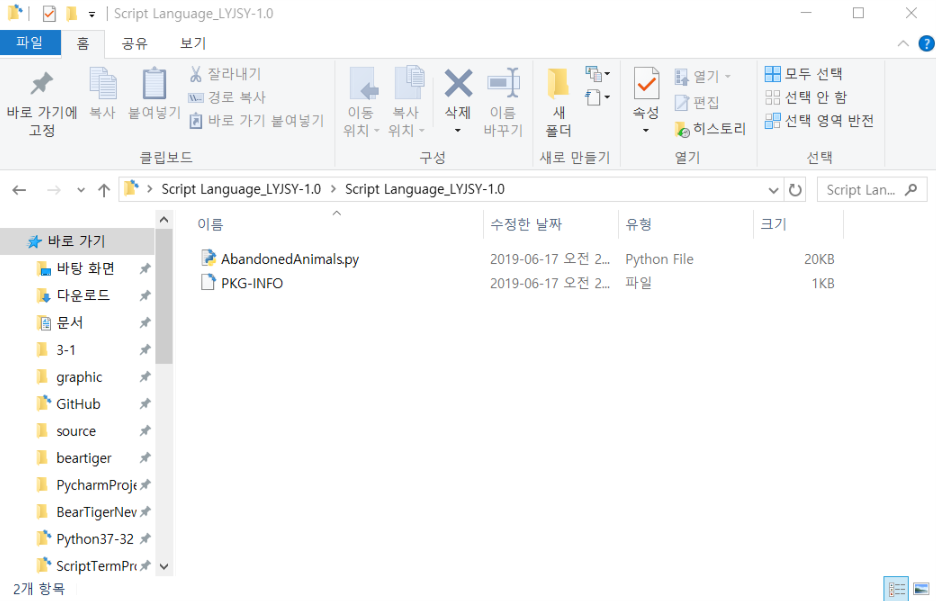 Script Language_LYJSY-1.0
파일 홈 공유 보기
바로 가기에 고정
복사
붙여넣기
잘라내기
경로 복사
바로 가기 붙여넣기
클립보드
이동 위치
복사 위치
삭제
이름 바꾸기
구성
새 폴더
새로 만들기
속성
열기
편집
히스토리
열기
모두 선택
선택 안 함
선택 영역 반전
선택
Script Language_LYJSY-1.0 > Script Language_LYJSY-1.0
Script Lan...
이름 수정한 날짜 유형 크기
AbandonedAnimals.py 2019-06-17 오전 2... Python File 20KB
PKG-INFO 2019-06-17 오전 2... 파일 1KB
바로 가기
바탕 화면
다운로드
문서
3-1
graphic
GitHub
source
beartiger
PycharmProje
BearTigerNev
Python37-32
ScriptTermPro
2개 항목